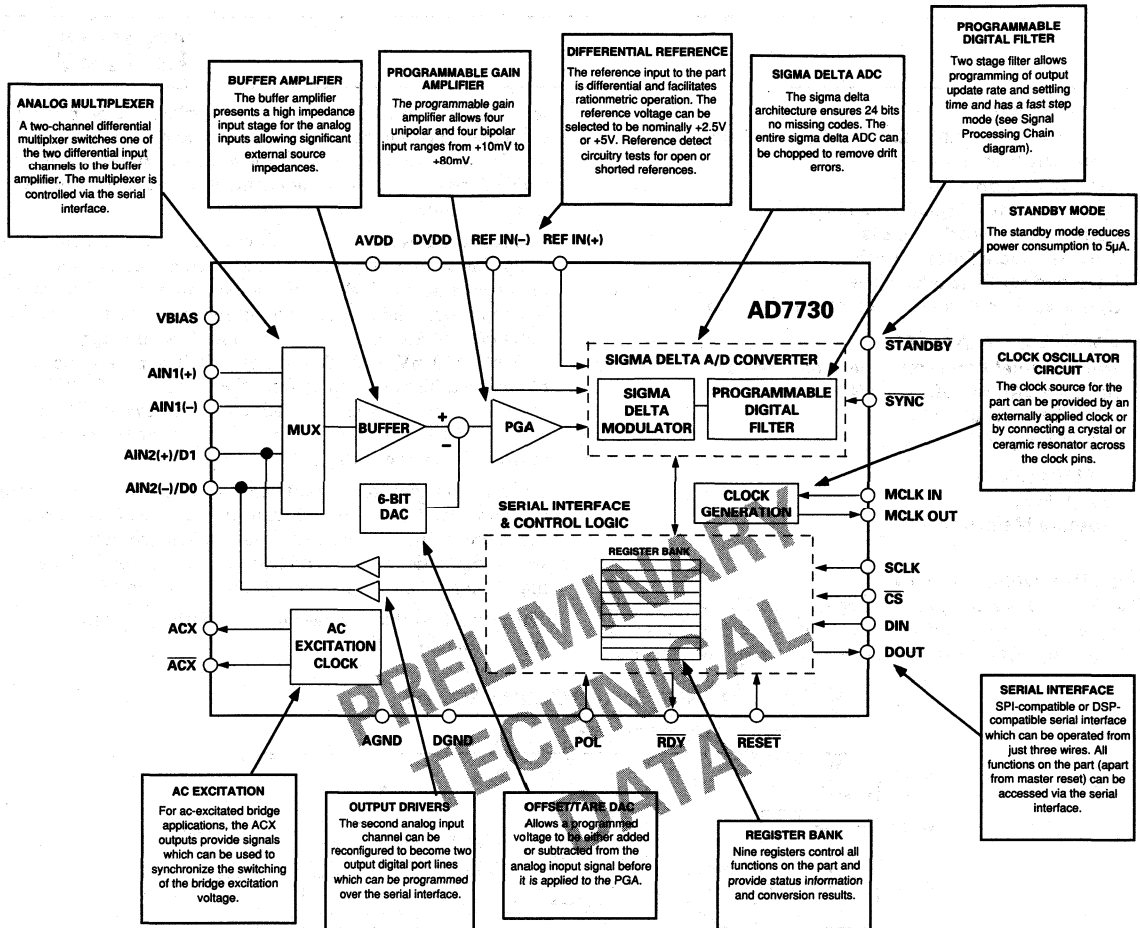 PROGRAMMABLE
DIGITAL FILTER
Two stage filter allows
programming of output
update rate and settling
time and has a fast step
mode (see Signal
Processing Chain
diagram).
DIFFERENTIAL REFERENCE
The reference input to the part
is differential and facilitates
rationmetric operation. The
reference voltage can be
selected to be nominally +2.5V
or +5V. Reference detect
circuitry tests for open or
shorted references.
SIGMA DELTA ADC
The sigma delta
architecture ensures 24 bits
no missing codes. The
entire sigma delta ADC can
be chopped to remove drift
errors.
BUFFER AMPLIFIER
The buffer amplifier
presents a high impedance
input stage for the analog
inputs allowing significant
external source
impedances.
PROGRAMMABLE GAIN
AMPLIFIER
The programmable gain
amplifier allows four
unipolar and four bipolar
input ranges from +10mV to
+80mV.
ANALOG MULTIPLEXER
A two-channel differential
multiplxer switches one of
the two differential input
channels to the buffer
amplifier. The multiplexer is
controlled via the serial
interface.
STANDBY MODE
The standby mode reduces
power consumption to 5µA.
AVDD DVDD REF IN(–) REF IN(+)
AD7730
VBIAS
STANDBY
SIGMA DELTA A/D CONVERTER
AIN1(+)
AIN1(–)
AIN2(+)/D1
AIN2(–)/D0
MUX
BUFFER
+
–
PGA
SIGMA
DELTA
MODULATOR
PROGRAMMABLE
DIGITAL
FILTER
SYNC
CLOCK OSCILLATOR
CIRCUIT
The clock source for the
part can be provided by an
externally applied clock or
by connecting a crystal or
ceramic resonator across
the clock pins.
6-BIT
DAC
SERIAL INTERFACE
& CONTROL LOGIC
CLOCK
GENERATION
MCLK IN
MCLK OUT
REGISTER BANK
SCLK
CS
DIN
DOUT
ACX
ACX
AC
EXCITATION
CLOCK
AGND DGND POL RDY RESET
PRELIMINARY
TECHNICAL
DATA
SERIAL INTERFACE
SPI-compatible or DSP-
compatible serial interface
which can be operated from
just three wires. All
functions on the part (apart
from master reset) can be
accessed via the serial
interface.
AC EXCITATION
For ac-excitated bridge
applications, the ACX
outputs provide signals
which can be used to
synchronize the switching
of the bridge excitation
voltage.
OUTPUT DRIVERS
The second analog input
channel can be
reconfigured to become two
output digital port lines
which can be programmed
over the serial interface.
OFFSET/TARE DAC
Allows a programmed
voltage to be either added
or subtracted from the
analog inoput signal before
it is applied to the PGA.
REGISTER BANK
Nine registers control all
functions on the part and
provide status information
and conversion results.